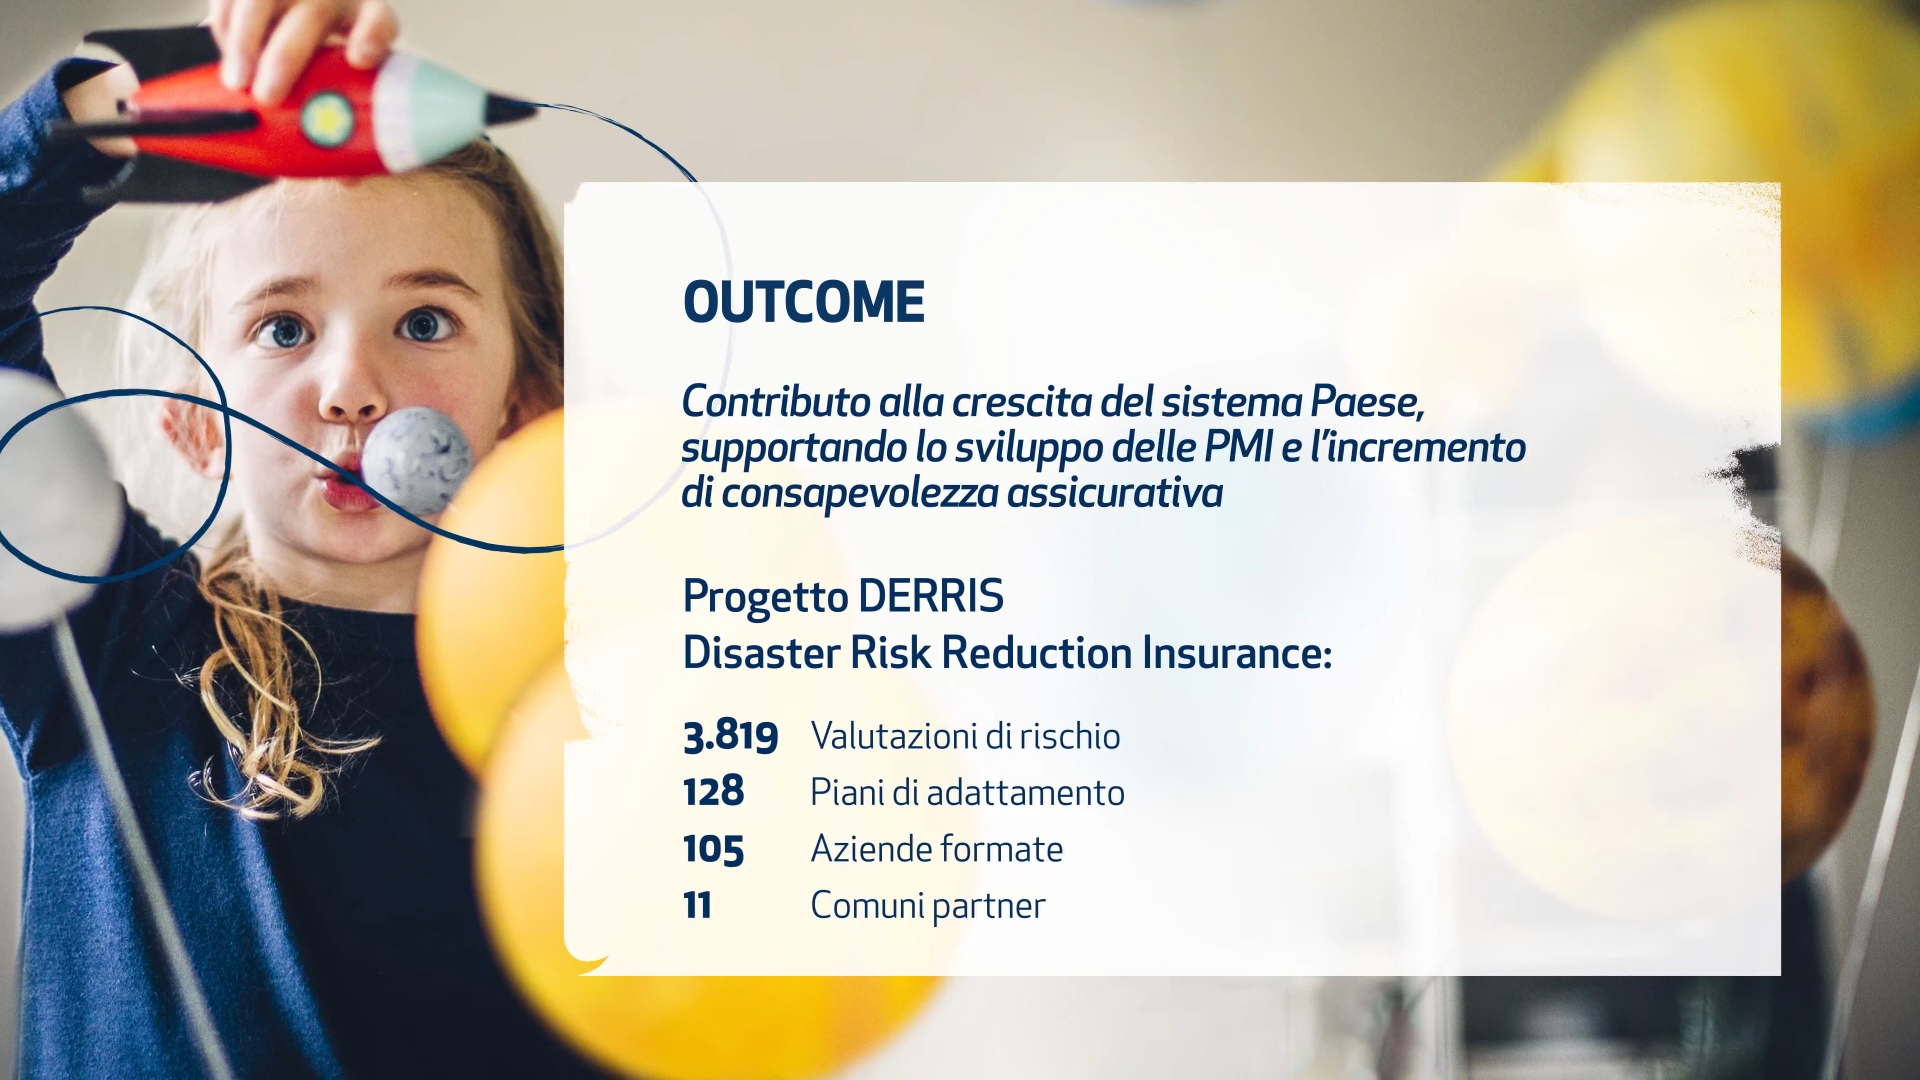 OUTCOME
Contributo alla crescita del sistema Paese,
supportando lo sviluppo delle PMI e l’incremento
di consapevolezza assicurativa
Progetto DERRIS
Disaster Risk Reduction Insurance:
3.819 Valutazioni di rischio
128 Piani di adattamento
105 Aziende formate
11 Comuni partner